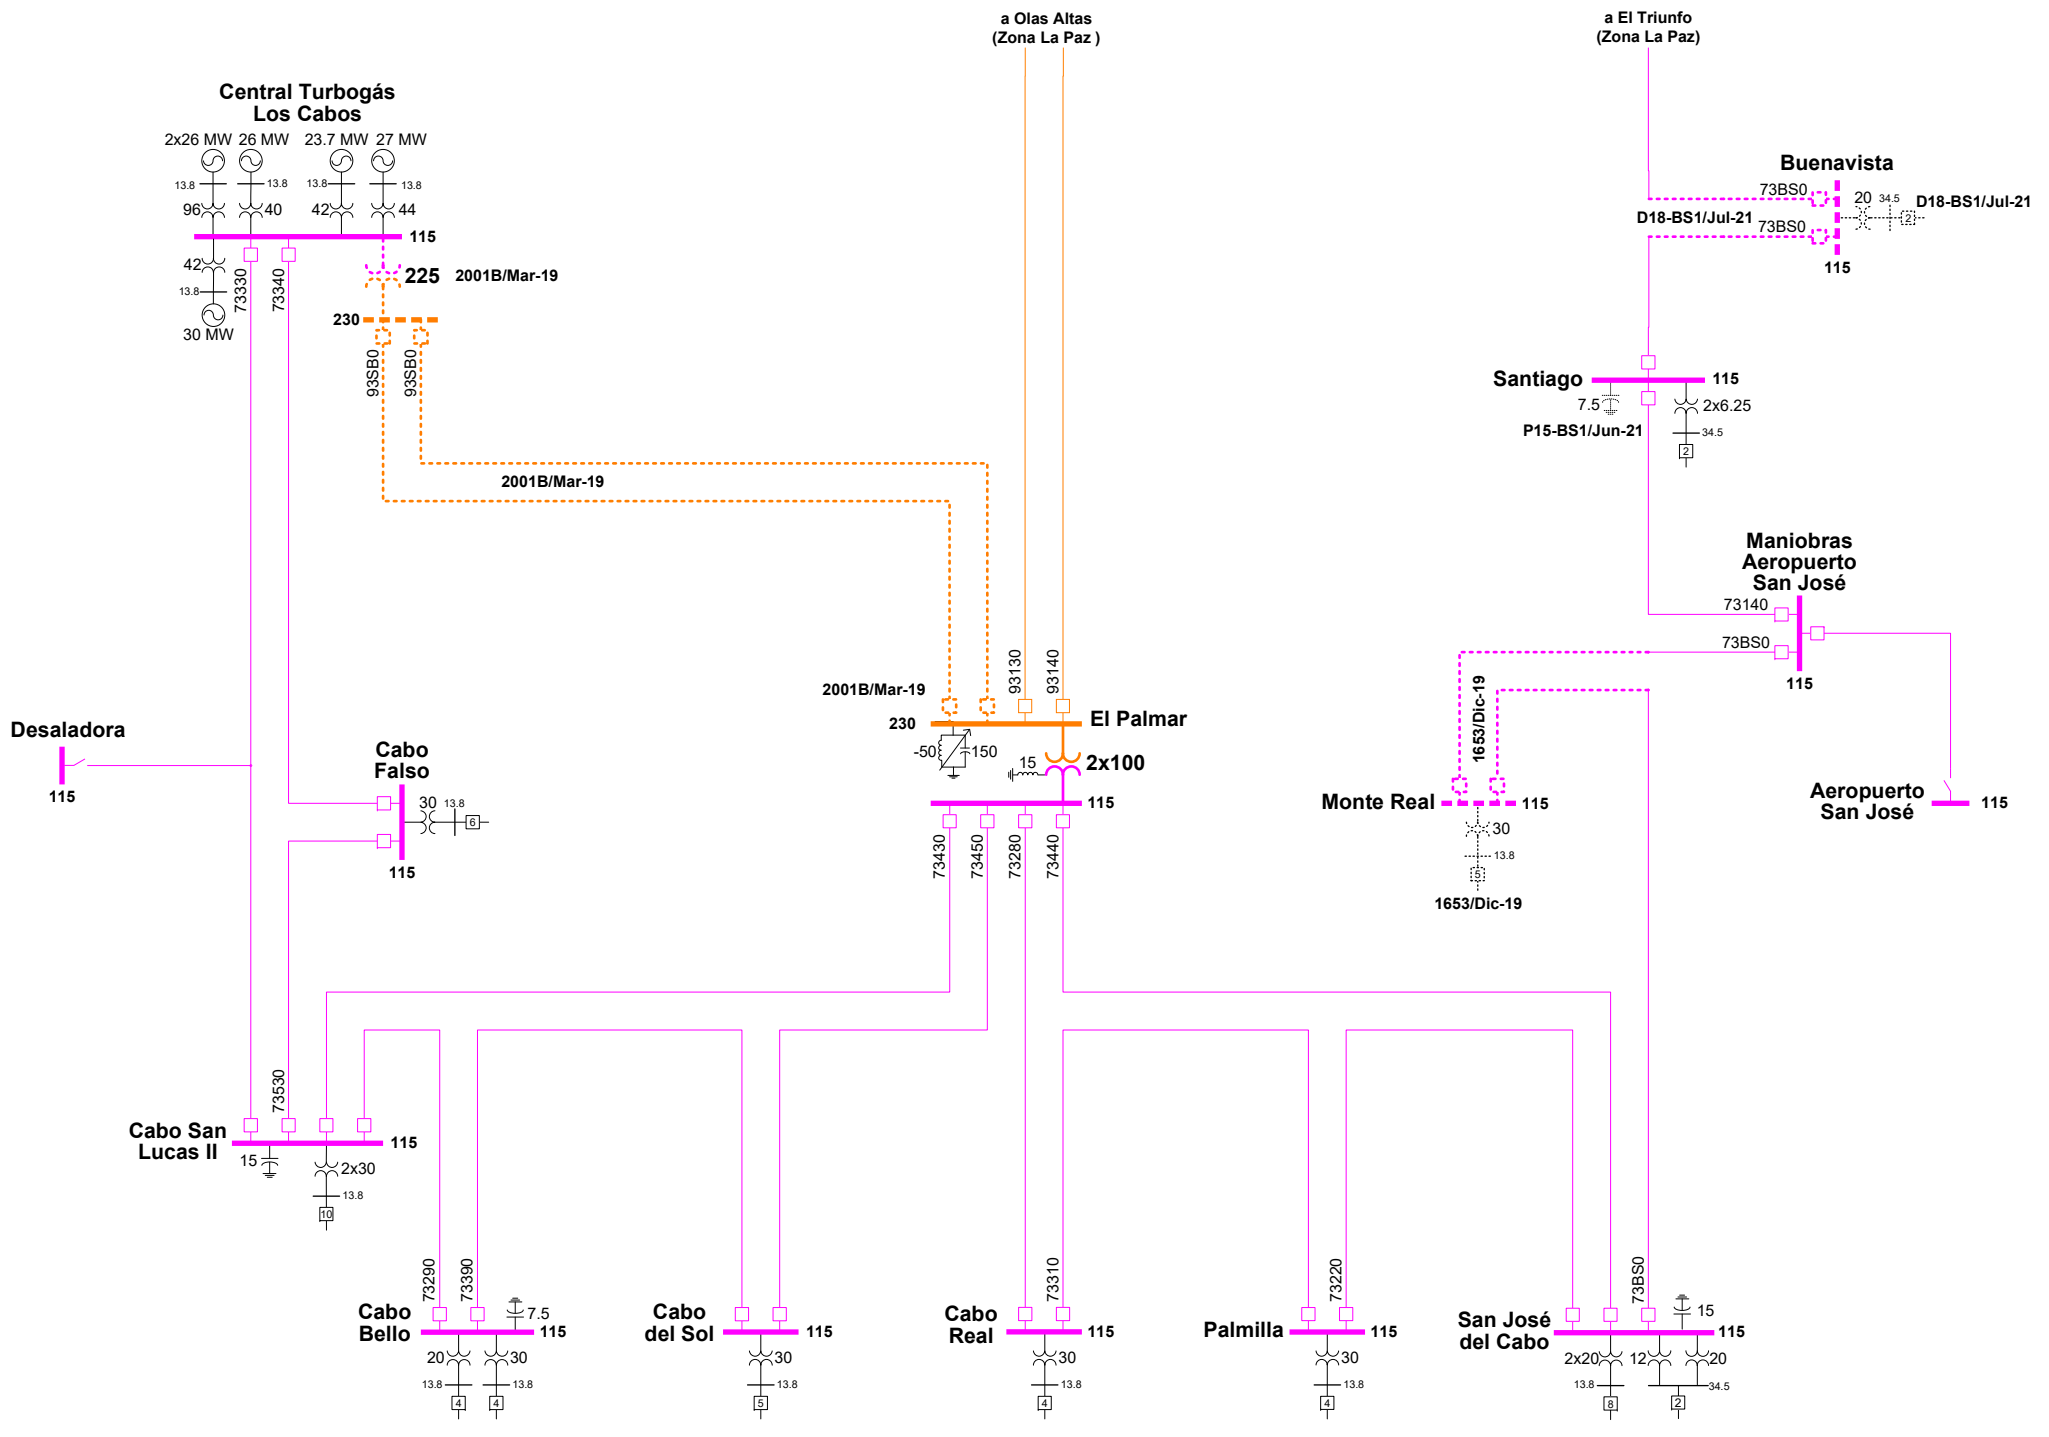 a Olas Altas
(Zona La Paz )
a El Triunfo
(Zona La Paz)
Central Turbogás
Los Cabos
2x26 MW
26 MW
23.7 MW
27 MW
13.8
13.8
13.8
13.8
96
40
42
44
115
42
13.8
30 MW
73330
73340
225
2001B/Mar-19
230
93SB0
93SB0
2001B/Mar-19
Buenavista
73BS0
20
34.5
2
D18-BS1/Jul-21
D18-BS1/Jul-21
73BS0
115
Santiago
115
7.5
2x6.25
P15-BS1/Jun-21
34.5
2
Maniobras
Aeropuerto
San José
73140
73BS0
115
2001B/Mar-19
93130
93140
230
El Palmar
-50
150
15
2x100
115
73430
73450
73280
73440
1653/Dic-19
Monte Real
115
30
13.8
5
1653/Dic-19
Aeropuerto
San José
115
Desaladora
115
Cabo
Falso
30
13.8
6
115
73530
Cabo San
Lucas II
115
15
2x30
13.8
10
73290
73390
Cabo
Bello
7.5
115
20
30
13.8
13.8
4
4
Cabo
del Sol
115
30
13.8
5
73310
Cabo
Real
115
30
13.8
4
73220
Palmilla
115
30
13.8
4
73BS0
San José
del Cabo
15
115
2x20
12
20
13.8
34.5
8
2